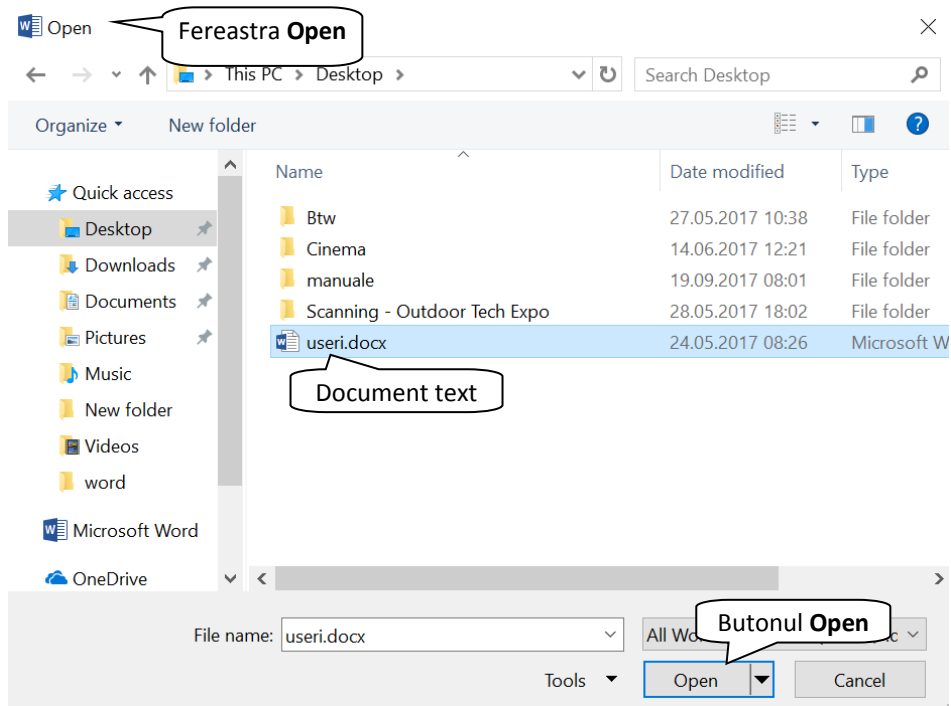 Open
Fereastra Open
This PC > Desktop >
Search Desktop
Organize
New folder
Name
Date modified
Type
Quick access
Desktop
Downloads
Documents
Pictures
Music
New folder
Videos
word
Microsoft Word
OneDrive
Btw 27.05.2017 10:38 File folder
Cinema 14.06.2017 12:21 File folder
manuale 19.09.2017 08:01 File folder
Scanning - Outdoor Tech Expo 28.05.2017 18:02 File folder
useri.docx 24.05.2017 08:26 Microsoft W
Document text
File name: useri.docx
All
Butonul Open
Tools
Open
Cancel